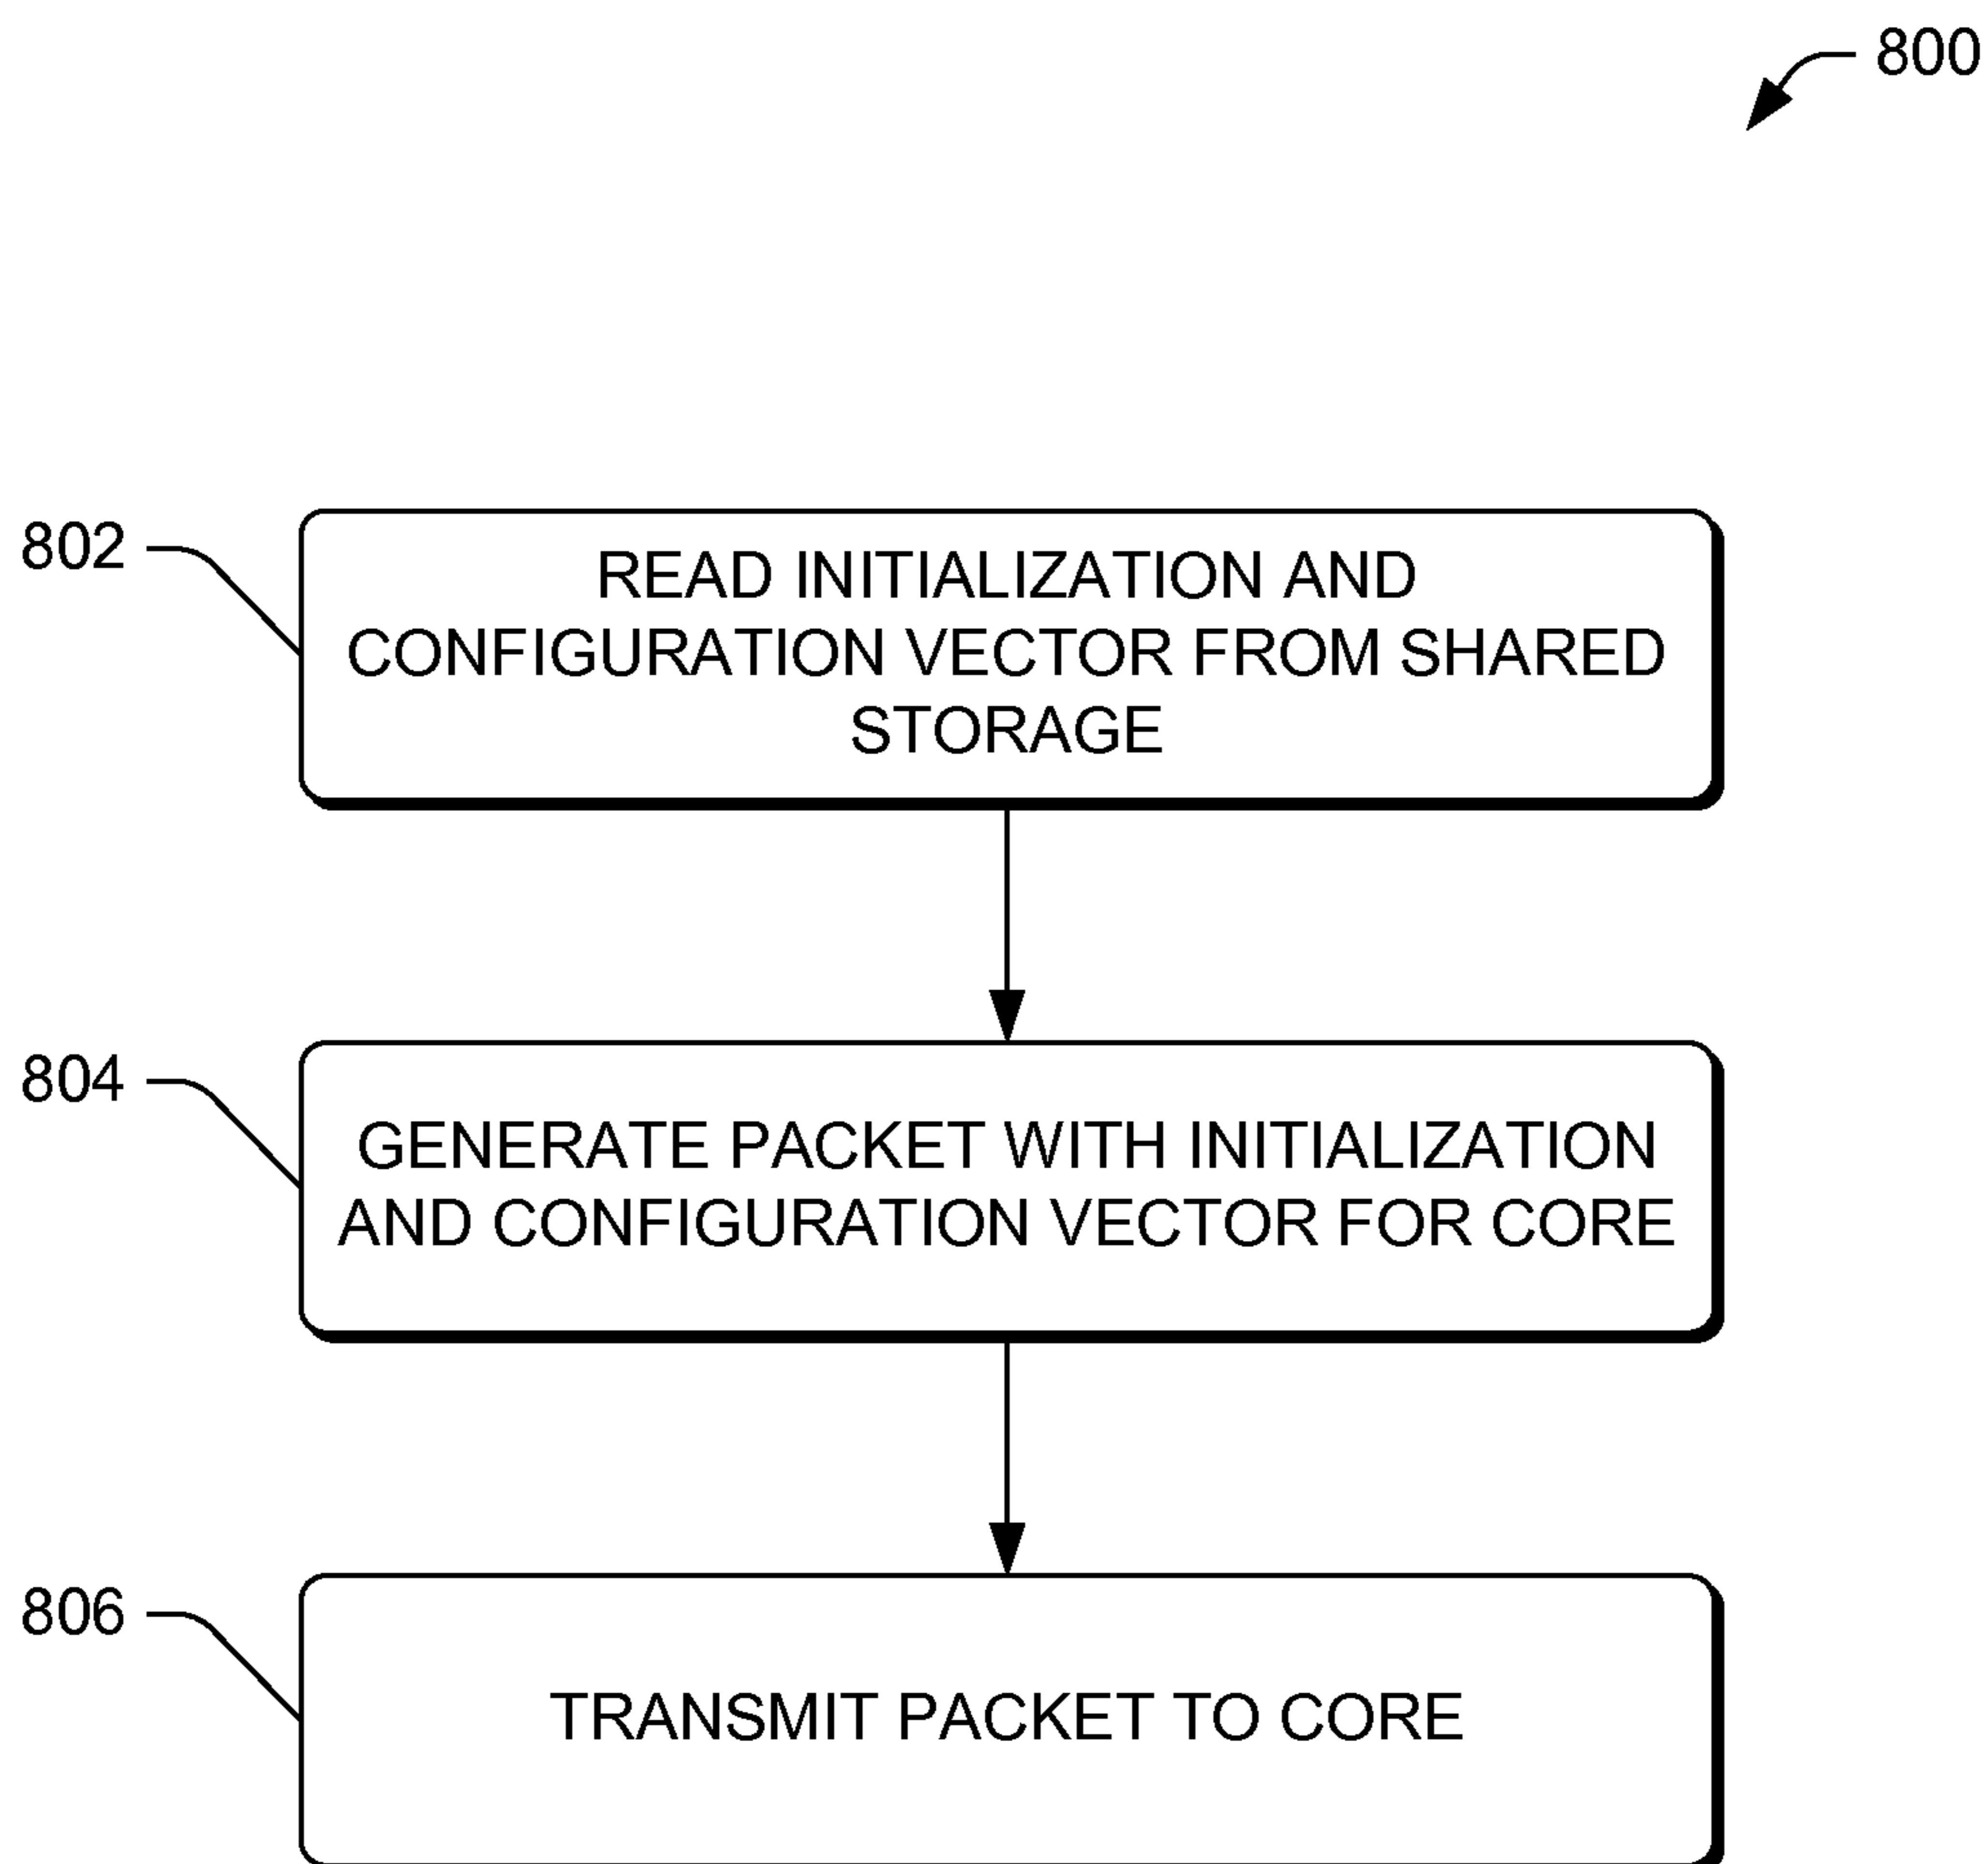 800
802
READ INITIALIZATION AND
CONFIGURATION VECTOR FROM SHARED
STORAGE
804
GENERATE PACKET WITH INITIALIZATION
AND CONFIGURATION VECTOR FOR CORE
806
TRANSMIT PACKET TO CORE